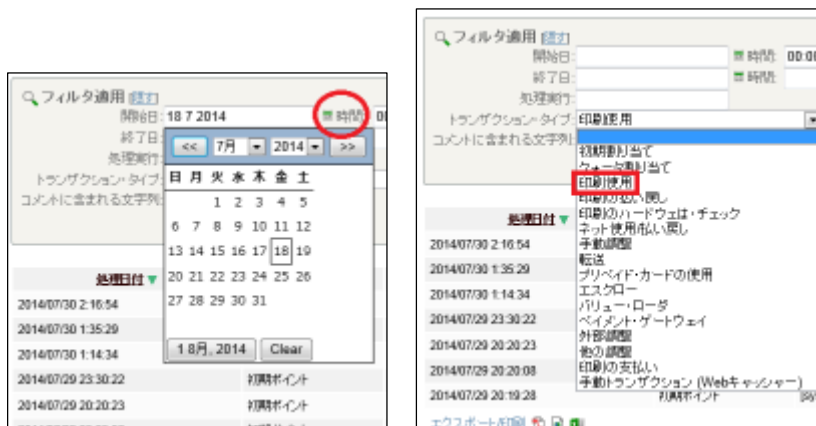 フィルタ適用 [隠す]
開始日: 18 7 2014 時間: 00
終了日:
処理実行:
トランザクション・タイプ:
コメントに含まれる文字列:
<< 7月 2014 >>
日 月 火 水 木 金 土
1 2 3 4 5
6 7 8 9 10 11 12
13 14 15 16 17 18 19
20 21 22 23 24 25 26
27 28 29 30 31
1 8月, 2014 Clear
処理日付 ▼
2014/07/30 2:16:54
2014/07/30 1:35:29
2014/07/30 1:14:34
2014/07/29 23:30:22 初期ポイント
2014/07/29 20:20:23 初期ポイント
フィルタ適用 [隠す]
開始日: 時間: 00:00
終了日: 時間:
処理実行:
トランザクション・タイプ: 印刷使用
コメントに含まれる文字列:
初期割り当て
クォータ割り当て
印刷使用
印刷の払い戻し
印刷のハードウェは・チェック
ネット使用/払い戻し
手動調整
転送
プリペイド・カードの使用
エスクロー
バリュー・ローダ
ペイメント・ゲートウェイ
外部調整
他の調整
印刷の支払い
手動トランザクション (Webキャッシャー)
処理日付 ▼
2014/07/30 2:16:54
2014/07/30 1:35:29
2014/07/30 1:14:34
2014/07/29 23:30:22
2014/07/29 20:20:23
2014/07/29 20:20:08
2014/07/29 20:19:28 初期ポイント
エクスポート/印刷